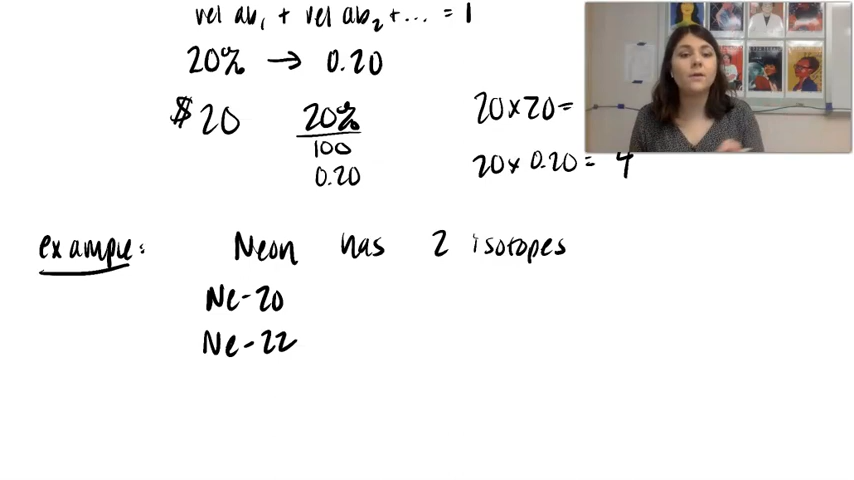 rel ab1 + rel ab2 + ... = 1
20% → 0.20
$20
20%
100
0.20
20x20=
20x 0.20 = 4
example: Neon has 2 isotopes
Ne-20
Ne-22